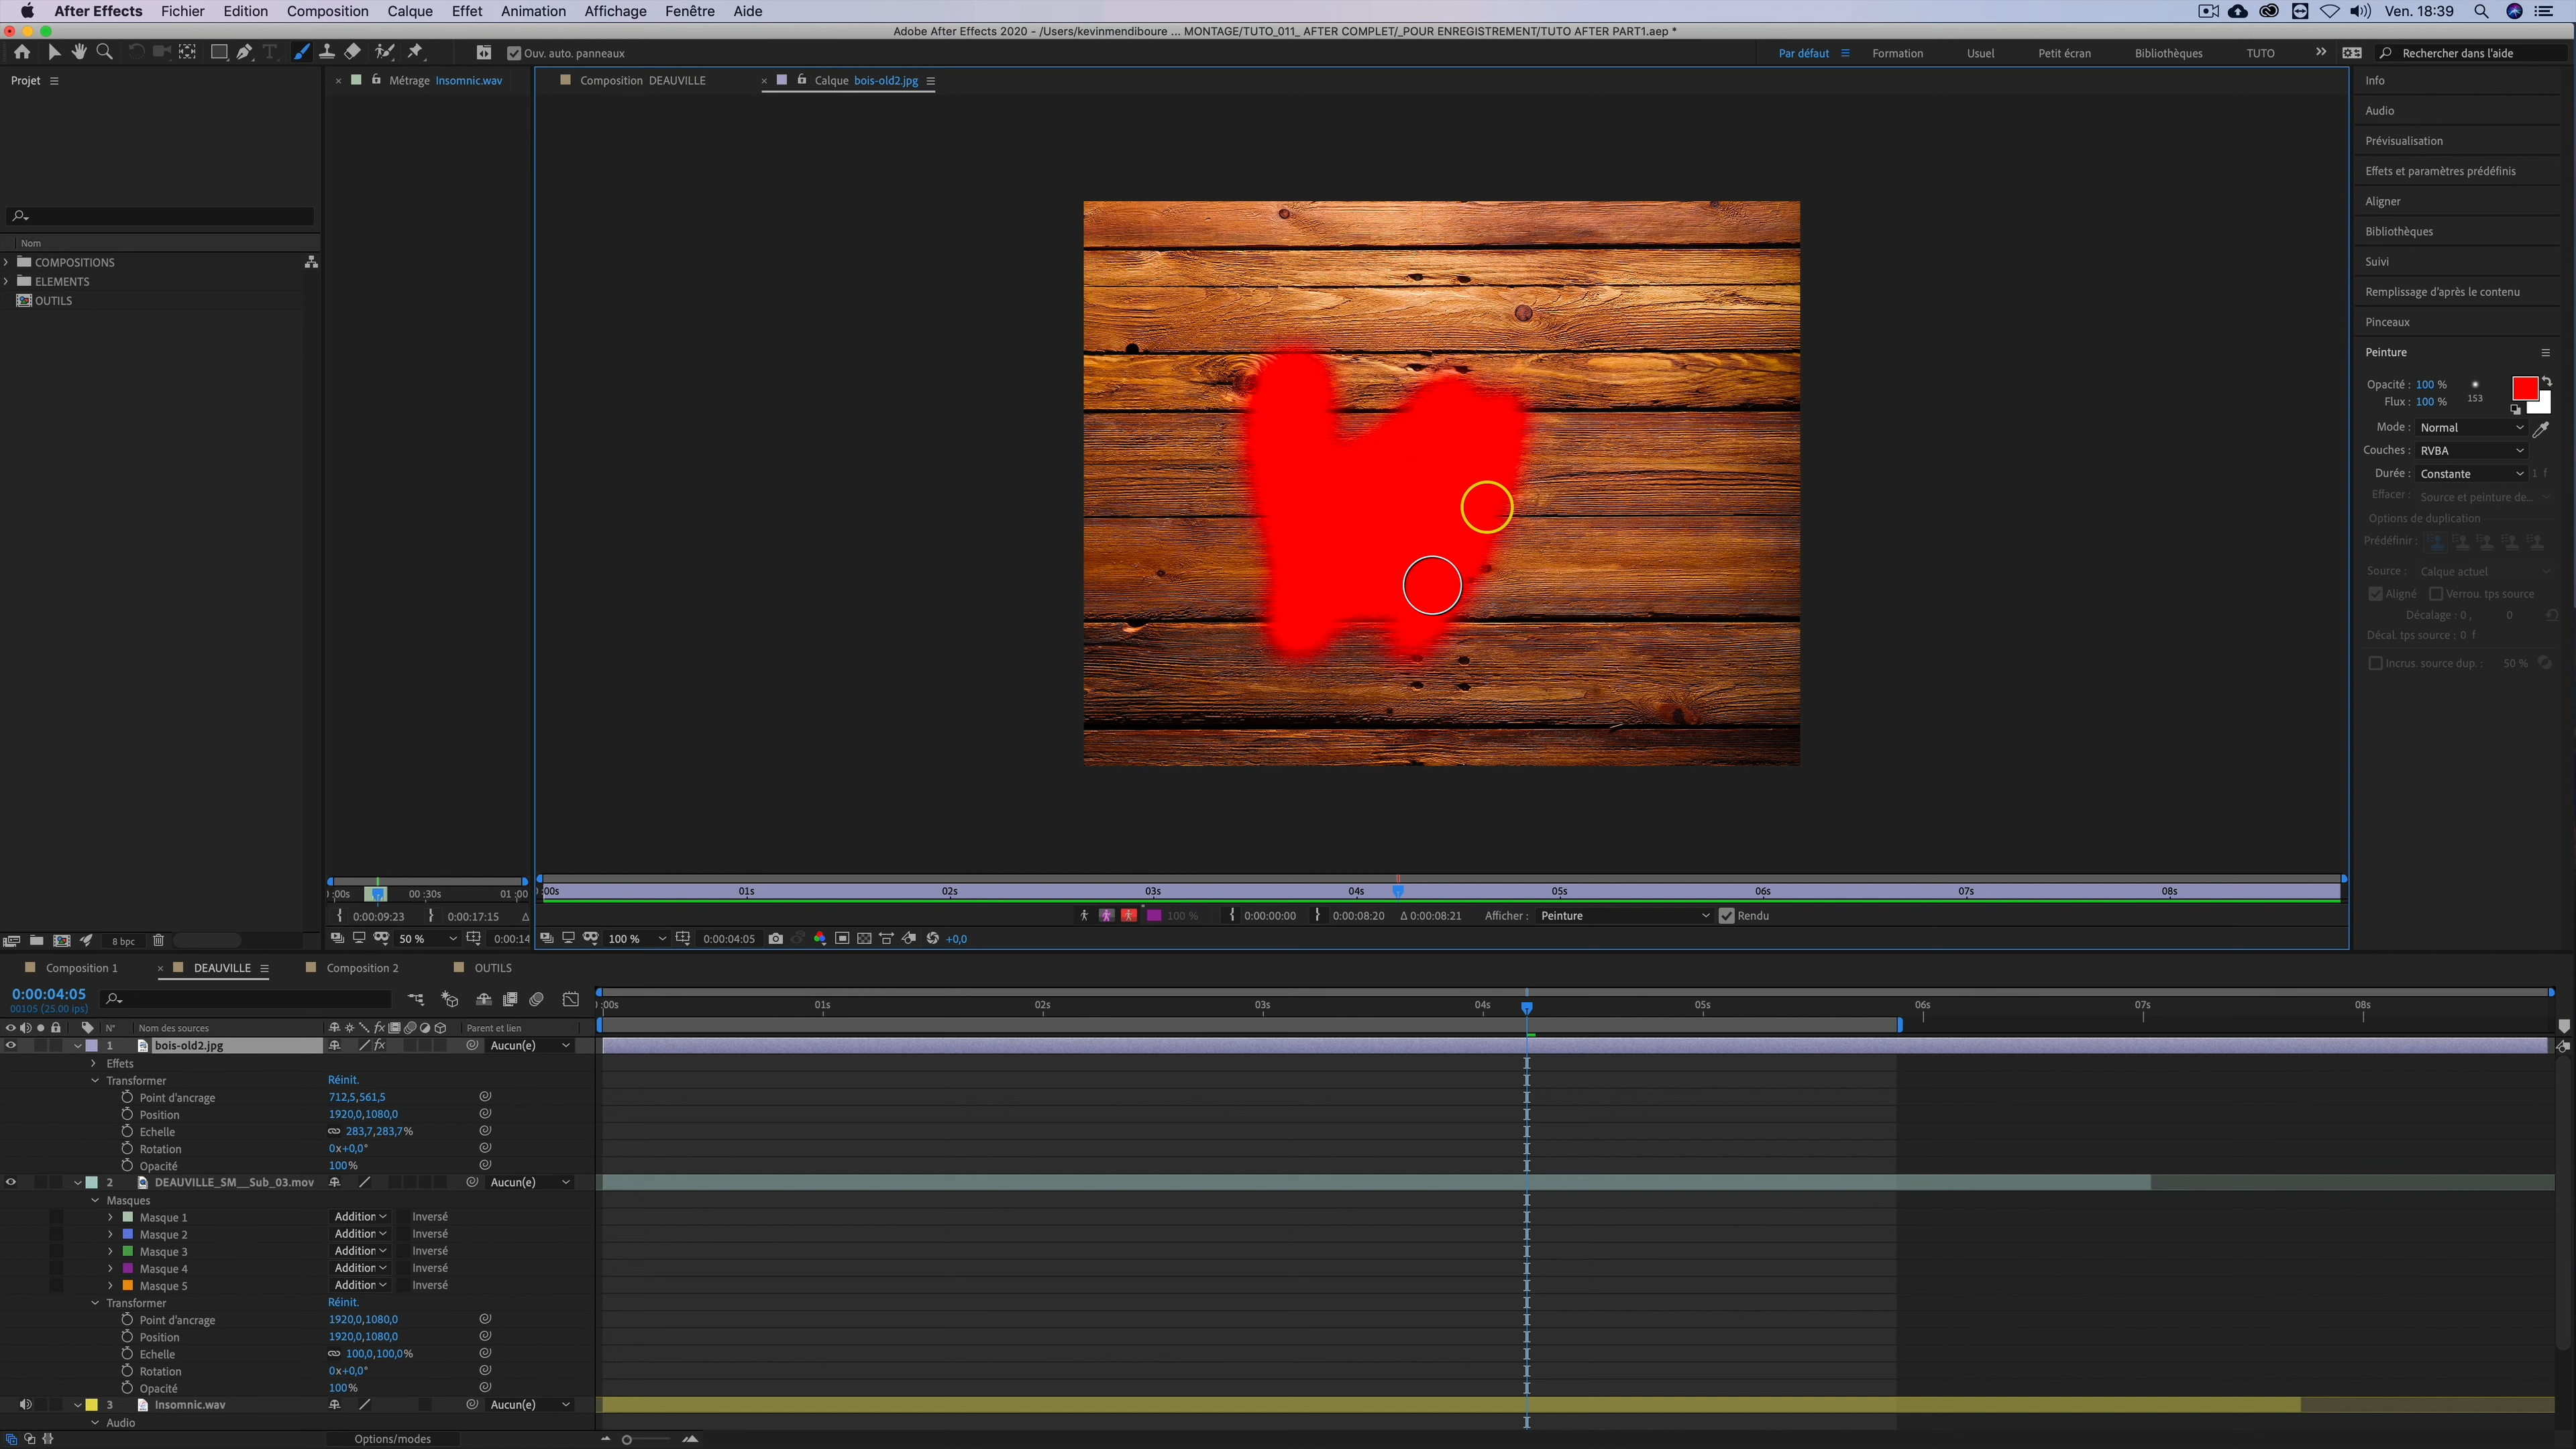 After Effects Fichier Edition Composition Calque Effet Animation Affichage Fenêtre Aide Ven. 18:39
Adobe After Effects 2020 - /Users/kevinmendiboure ... MONTAGE/TUTO_011_ AFTER COMPLET/_POUR ENREGISTREMENT/TUTO AFTER PART1.aep *
Ouv. auto. panneaux Par défaut Formation Usuel Petit écran Bibliothèques TUTO Rechercher dans l'aide
Projet Métrage Insomnic.wav Composition DEAUVILLE Calque bois-old2.jpg Info
Audio
Prévisualisation
Effets et paramètres prédéfinis
Aligner
Bibliothèques
Suivi
Remplissage d'après le contenu
Pinceaux
Peinture
Opacité : 100 %
Flux : 100 % 153
Mode : Normal
Couches : RVBA
Durée : Constante 1 f
Effacer : Source et peinture de...
Options de duplication
Prédéfinir :
Source : Calque actuel
Aligné Verrou. tps source
Décalage : 0 , 0
Décal. tps source : 0 f
Incrus. source dup. : 50 %
Nom
COMPOSITIONS
ELEMENTS
OUTILS
8 bpc
:00s 00:30s 01:00
0:00:09:23 0:00:17:15
50 % 0:00:14
:00s 01s 02s 03s 04s 05s 06s 07s 08s
100 % 0:00:00:00 0:00:08:20 Δ 0:00:08:21 Afficher : Peinture Rendu
100 % 0:00:04:05 +0,0
Composition 1 DEAUVILLE Composition 2 OUTILS
0:00:04:05
00105 (25.00 ips)
:00s 01s 02s 03s 04s 05s 06s 07s 08s
N° Nom des sources Parent et lien
1 bois-old2.jpg Aucun(e)
Effets
Transformer Réinit.
Point d'ancrage 712,5,561,5
Position 1920,0,1080,0
Echelle 283,7,283,7%
Rotation 0x+0,0°
Opacité 100%
2 DEAUVILLE_SM__Sub_03.mov Aucun(e)
Masques
Masque 1 Addition Inversé
Masque 2 Addition Inversé
Masque 3 Addition Inversé
Masque 4 Addition Inversé
Masque 5 Addition Inversé
Transformer Réinit.
Point d'ancrage 1920,0,1080,0
Position 1920,0,1080,0
Echelle 100,0,100,0%
Rotation 0x+0,0°
Opacité 100%
3 Insomnic.wav Aucun(e)
Audio
Options/modes